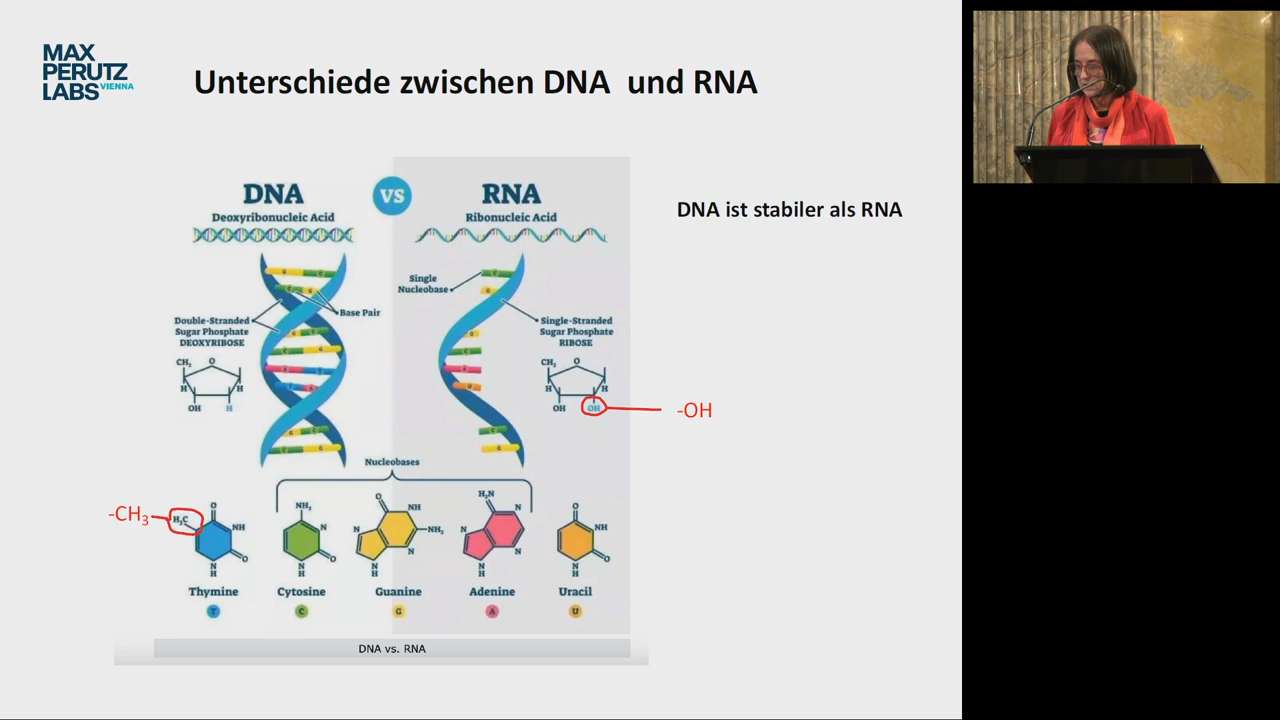 MAX
PERUTZ
LABS VIENNA
Unterschiede zwischen DNA und RNA
DNA
VS
RNA
Deoxyribonucleic Acid
Ribonucleic Acid
DNA ist stabiler als RNA
Single
Nucleobase
G C
C G
C
G
Base Pair
Double-Stranded
Sugar Phosphate
DEOXYRIBOSE
Single-Stranded
Sugar Phosphate
RIBOSE
G C
C G
A T
T A
G
C
A
U
CH₂ O
H H
OH H
CH₂ O
H H
OH OH
-OH
G C
C G
C
G
Nucleobases
-CH₃
H₃C O NH O N H
NH₂ N O N H
O NH NH₂ N N N H
H₂N N N N N H
O NH O N H
Thymine
Cytosine
Guanine
Adenine
Uracil
T
C
G
A
U
DNA vs. RNA